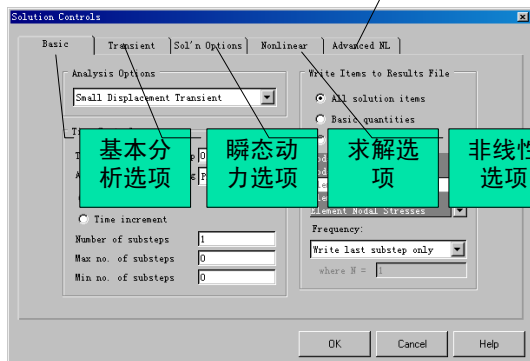 Solution Controls
Basic
Transient
Sol'n Options
Nonlinear
Advanced NL
Analysis Options
Small Displacement Transient
Write Items to Results File
All solution items
Basic quantities
基本分
析选项
瞬态动
力选项
求解选
项
非线性
选项
Element Nodal Stresses
Time increment
Number of substeps 1
Max no. of substeps 0
Min no. of substeps 0
Frequency:
Write last substep only
where N = 1
OK
Cancel
Help